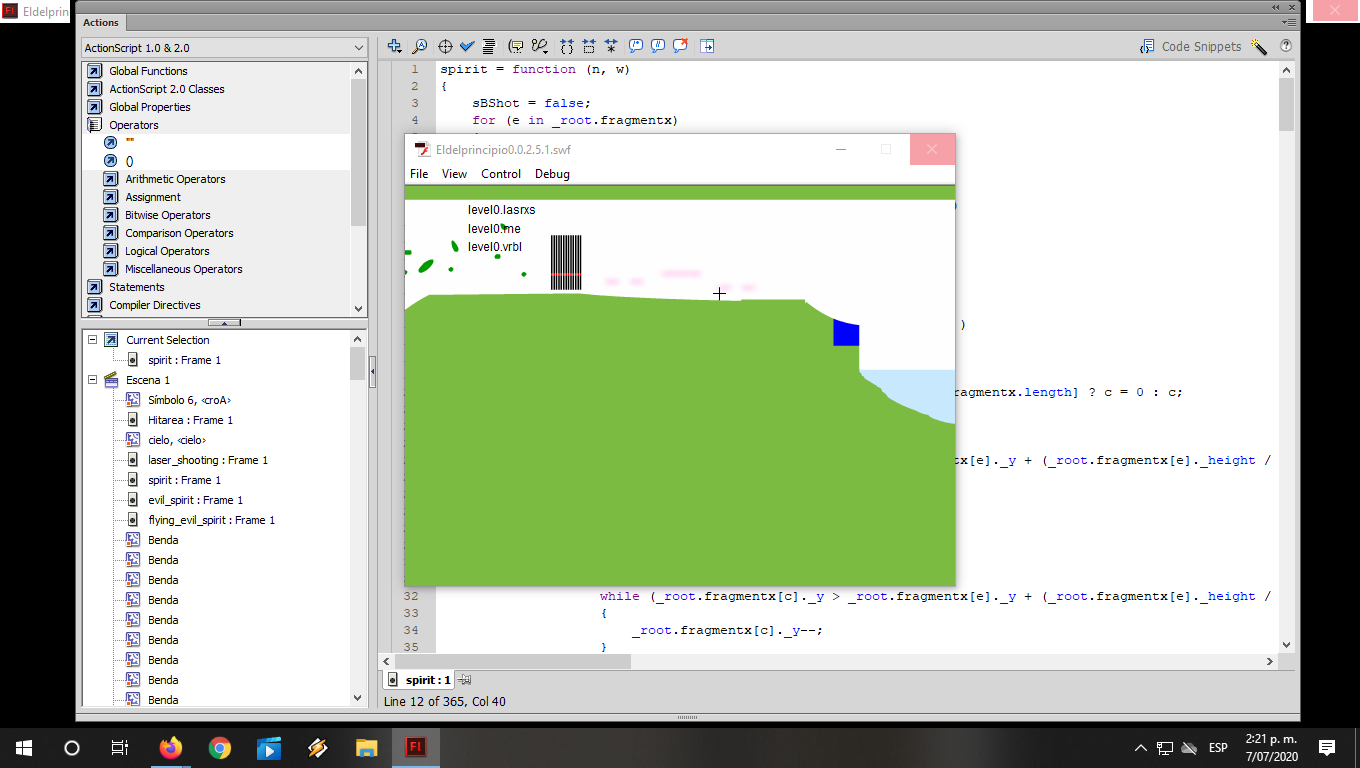 Eldelprin
Actions
ActionScript 1.0 & 2.0
Code Snippets
Global Functions
ActionScript 2.0 Classes
Global Properties
Operators
""
()
Arithmetic Operators
Assignment
Bitwise Operators
Comparison Operators
Logical Operators
Miscellaneous Operators
Statements
Compiler Directives
Current Selection
spirit : Frame 1
Escena 1
Símbolo 6, <croA>
Hitarea : Frame 1
cielo, <cielo>
laser_shooting : Frame 1
spirit : Frame 1
evil_spirit : Frame 1
flying_evil_spirit : Frame 1
Benda
Benda
Benda
Benda
Benda
Benda
Benda
Benda
Benda
1 spirit = function (n, w)
2 {
3 sBShot = false;
4 for (e in _root.fragmentx)
)
ragmentx.length] ? c = 0 : c;
x[e]._y + (_root.fragmentx[e]._height /
32 while (_root.fragmentx[c]._y > _root.fragmentx[e]._y + (_root.fragmentx[e]._height /
33 {
34 _root.fragmentx[c]._y--;
35 }
Eldelprincipio0.0.2.5.1.swf
File View Control Debug
level0.lasrxs
level0.me
level0.vrbl
spirit : 1
Line 12 of 365, Col 40
ESP
2:21 p. m.
7/07/2020